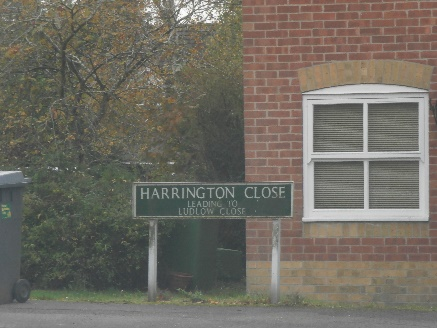 HARRINGTON CLOSE
LEADING TO
LUDLOW CLOSE